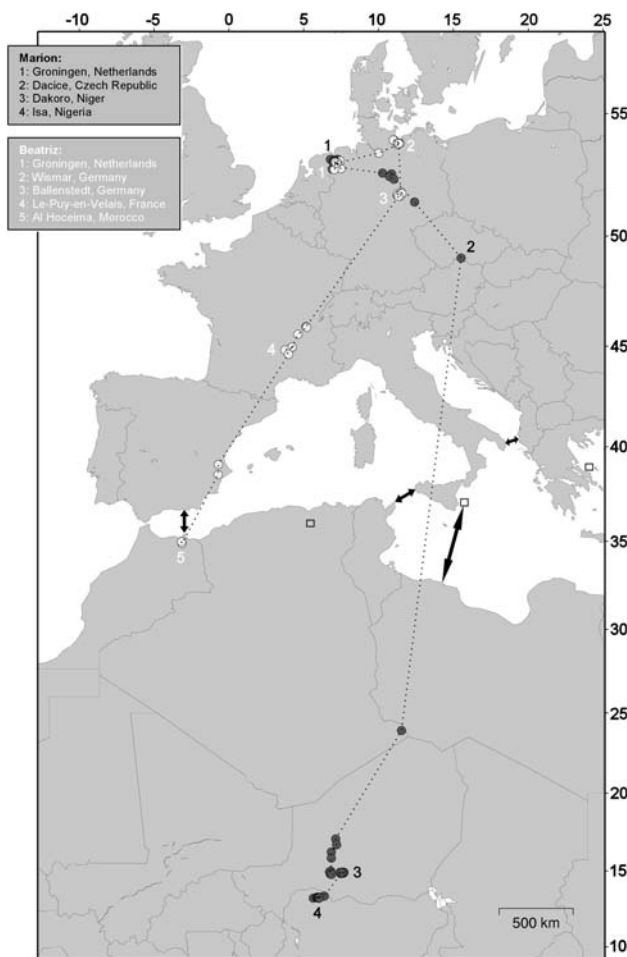 -10 -5 0 5 10 15 20 25
Marion:
1: Groningen, Netherlands
2: Dacice, Czech Republic
3: Dakoro, Niger
4: Isa, Nigeria
Beatriz:
1: Groningen, Netherlands
2: Wismar, Germany
3: Ballenstedt, Germany
4: Le-Puy-en-Velais, France
5: Al Hoceima, Morocco
55
1
2
1
3
50
2
45
4
40
35
5
30
25
20
3
15
4
500 km
10